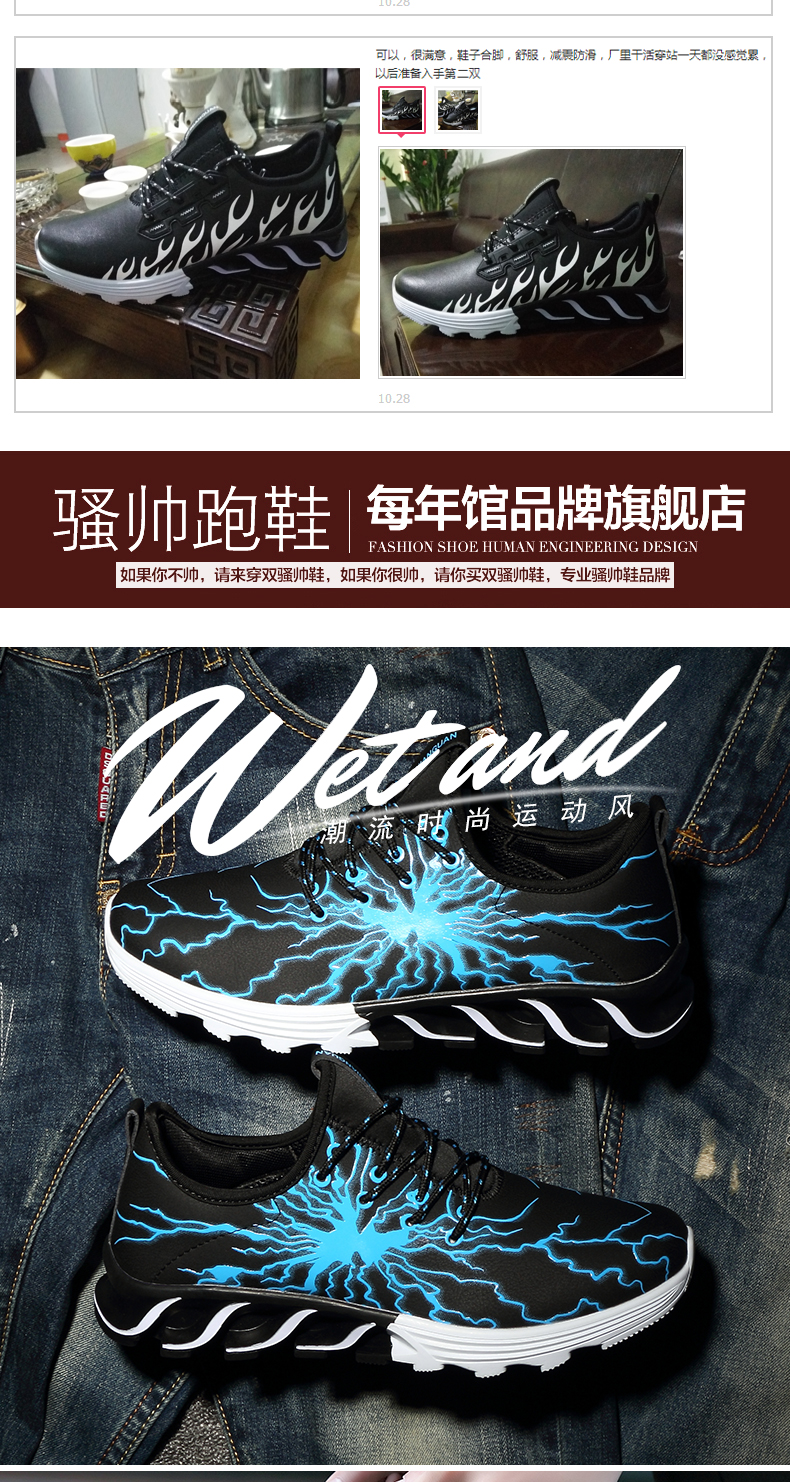 10.28
可以，很满意，鞋子合脚，舒服，减震防滑，厂里干活穿站一天都没感觉累，
以后准备入手第二双
10.28
骚帅跑鞋
每年馆品牌旗舰店
FASHION SHOE HUMAN ENGINEERING DESIGN
如果你不帅，请来穿双骚帅鞋，如果你很帅，请你买双骚帅鞋，专业骚帅鞋品牌
Wet and
潮流时尚运动风
DSQUARED